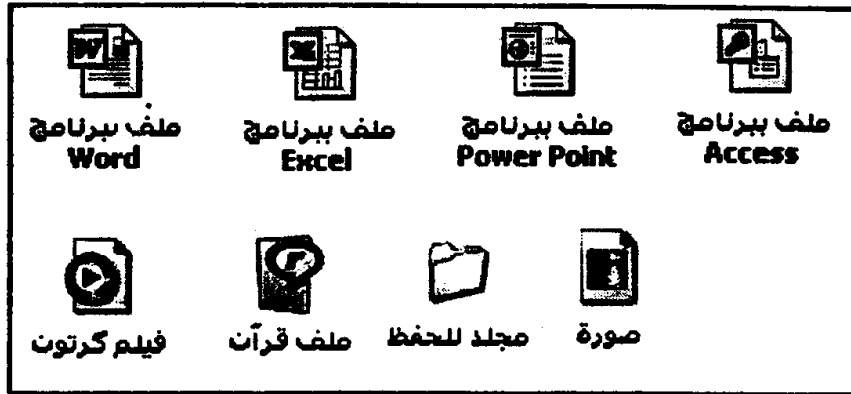 ملف ببرنامج Access
ملف ببرنامج Power Point
ملف ببرنامج Excel
ملف ببرنامج Word
صورة
مجلد للحفظ
ملف قرآن
فيلم كرتون